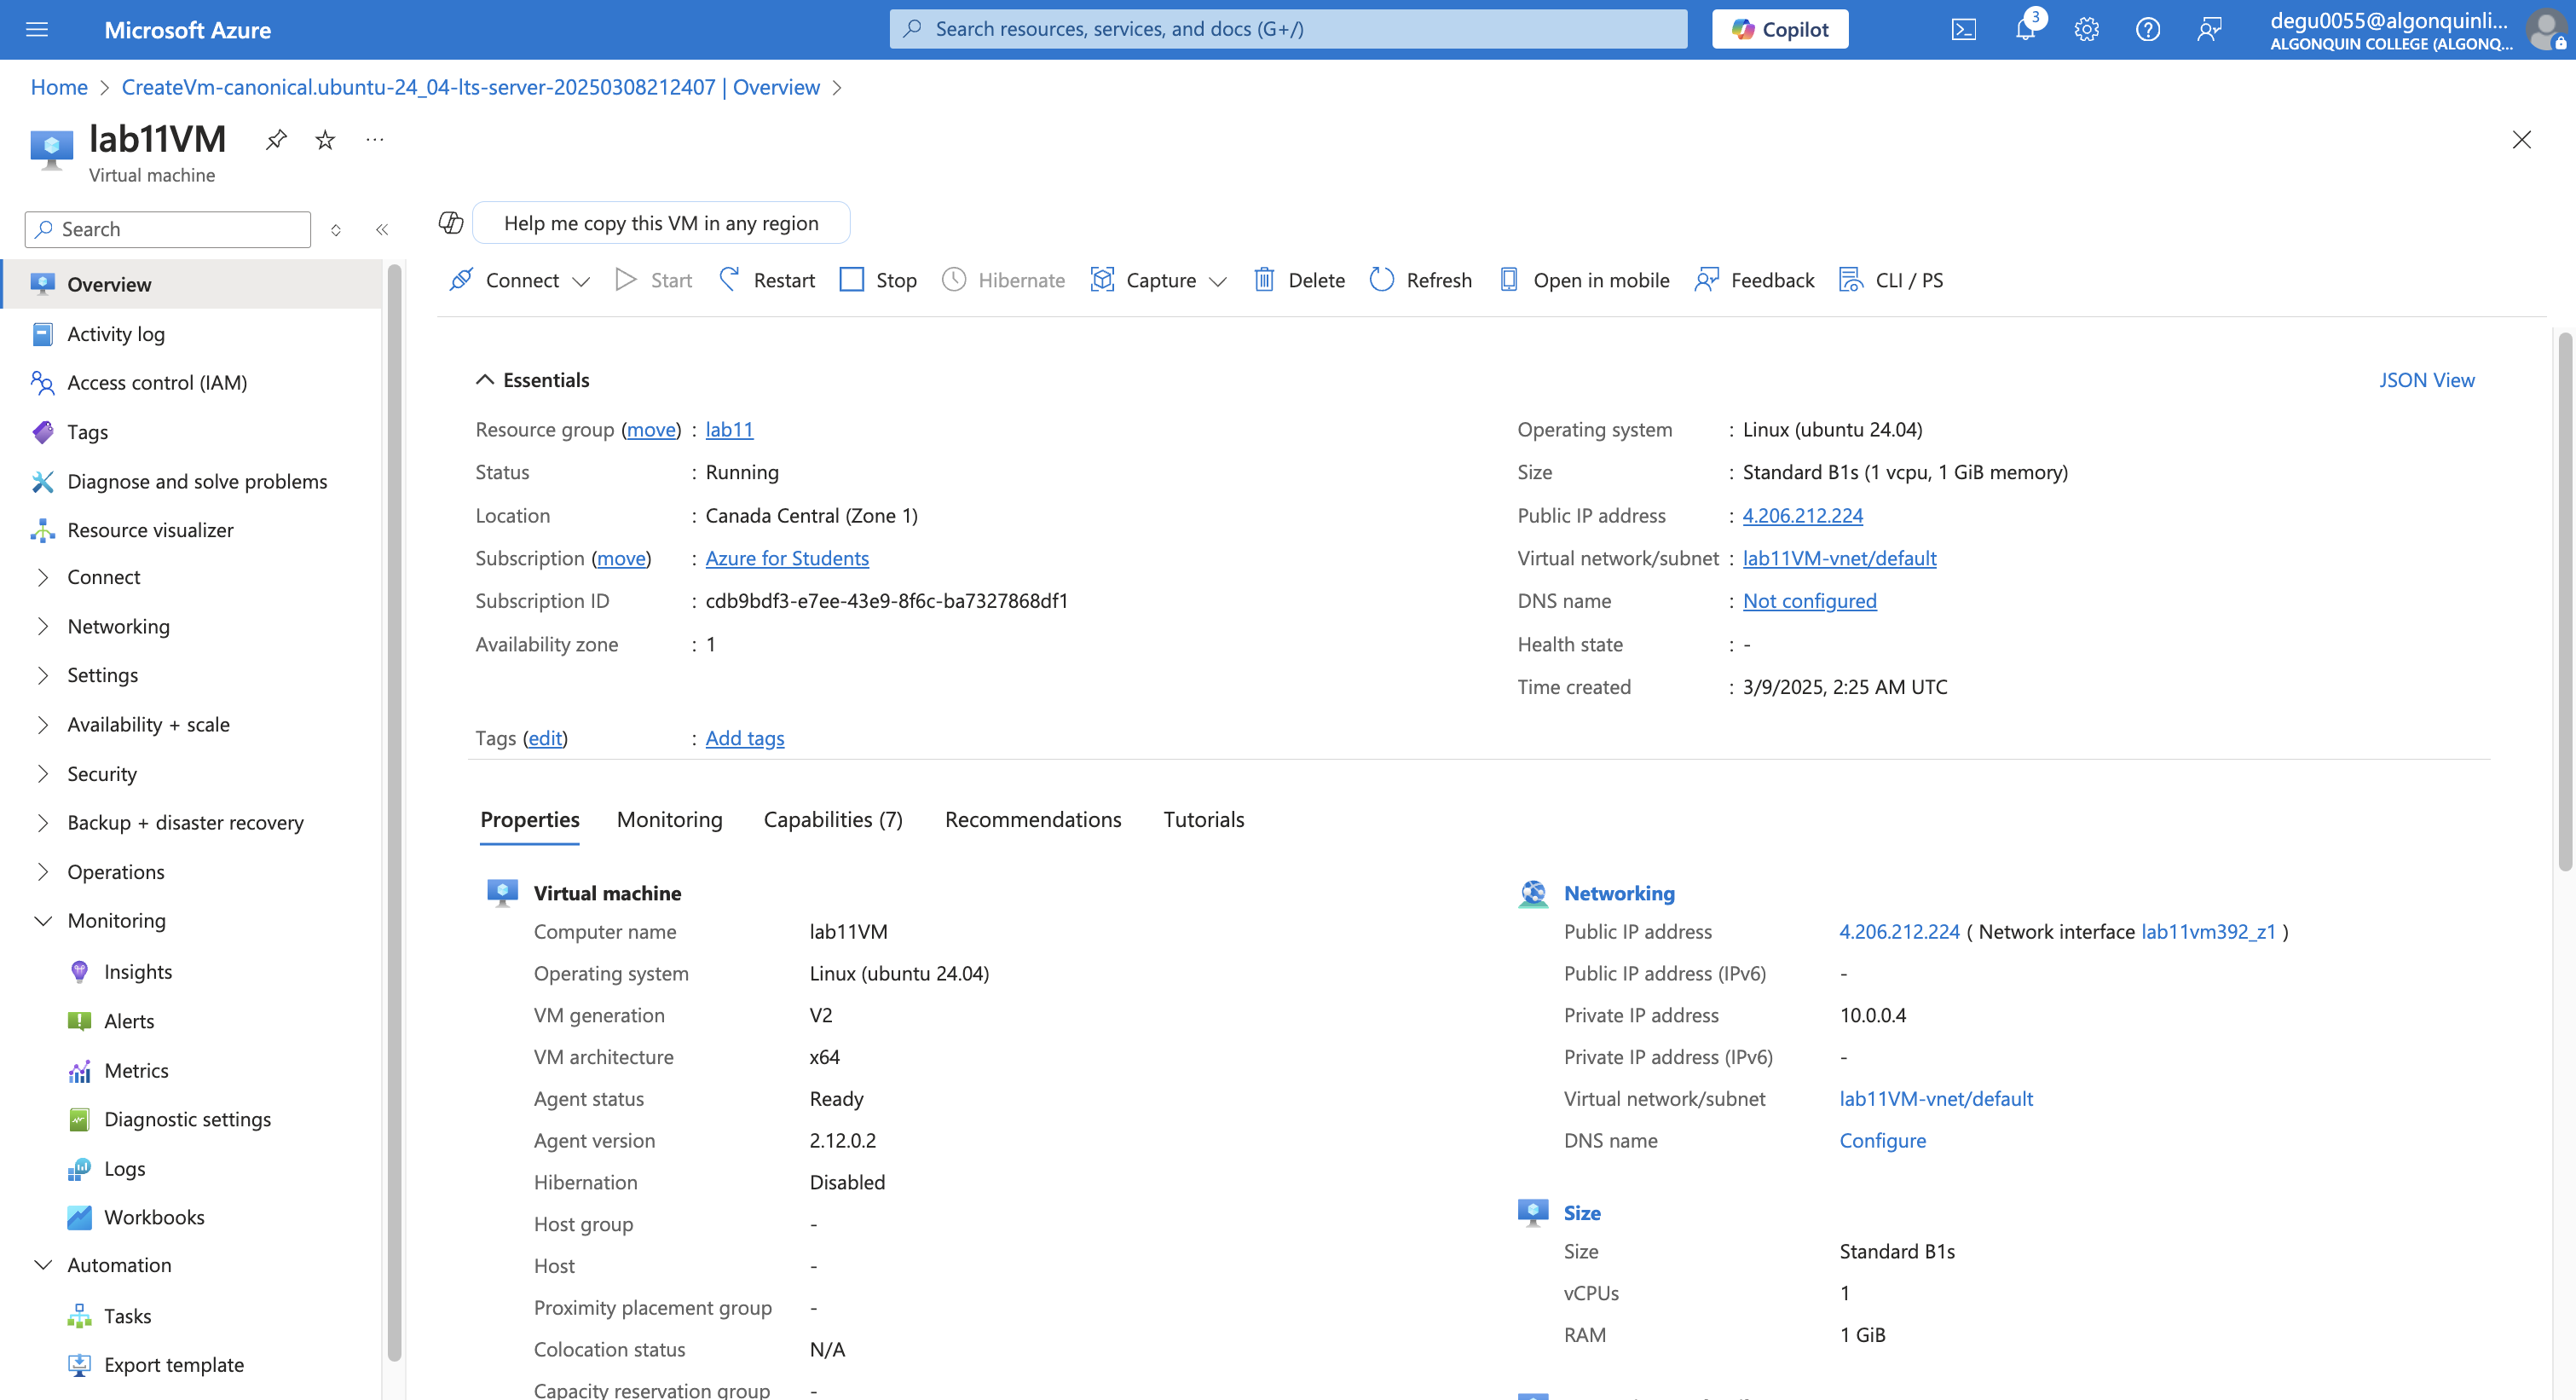 Microsoft Azure
Search resources, services, and docs (G+/)
Copilot
3
degu0055@algonquinli...
ALGONQUIN COLLEGE (ALGONQ...
Home > CreateVm-canonical.ubuntu-24_04-lts-server-20250308212407 | Overview >
lab11VM
Virtual machine
Search
Help me copy this VM in any region
Connect Start Restart Stop Hibernate Capture Delete Refresh Open in mobile Feedback CLI / PS
Overview
Activity log
Access control (IAM)
Tags
Diagnose and solve problems
Resource visualizer
Connect
Networking
Settings
Availability + scale
Security
Backup + disaster recovery
Operations
Monitoring
Insights
Alerts
Metrics
Diagnostic settings
Logs
Workbooks
Automation
Tasks
Export template
Essentials
JSON View
Resource group (move) : lab11
Status : Running
Location : Canada Central (Zone 1)
Subscription (move) : Azure for Students
Subscription ID : cdb9bdf3-e7ee-43e9-8f6c-ba7327868df1
Availability zone : 1
Operating system : Linux (ubuntu 24.04)
Size : Standard B1s (1 vcpu, 1 GiB memory)
Public IP address : 4.206.212.224
Virtual network/subnet : lab11VM-vnet/default
DNS name : Not configured
Health state : -
Time created : 3/9/2025, 2:25 AM UTC
Tags (edit) : Add tags
Properties Monitoring Capabilities (7) Recommendations Tutorials
Virtual machine
Computer name lab11VM
Operating system Linux (ubuntu 24.04)
VM generation V2
VM architecture x64
Agent status Ready
Agent version 2.12.0.2
Hibernation Disabled
Host group -
Host -
Proximity placement group -
Colocation status N/A
Capacity reservation group -
Networking
Public IP address 4.206.212.224 ( Network interface lab11vm392_z1 )
Public IP address (IPv6) -
Private IP address 10.0.0.4
Private IP address (IPv6) -
Virtual network/subnet lab11VM-vnet/default
DNS name Configure
Size
Size Standard B1s
vCPUs 1
RAM 1 GiB